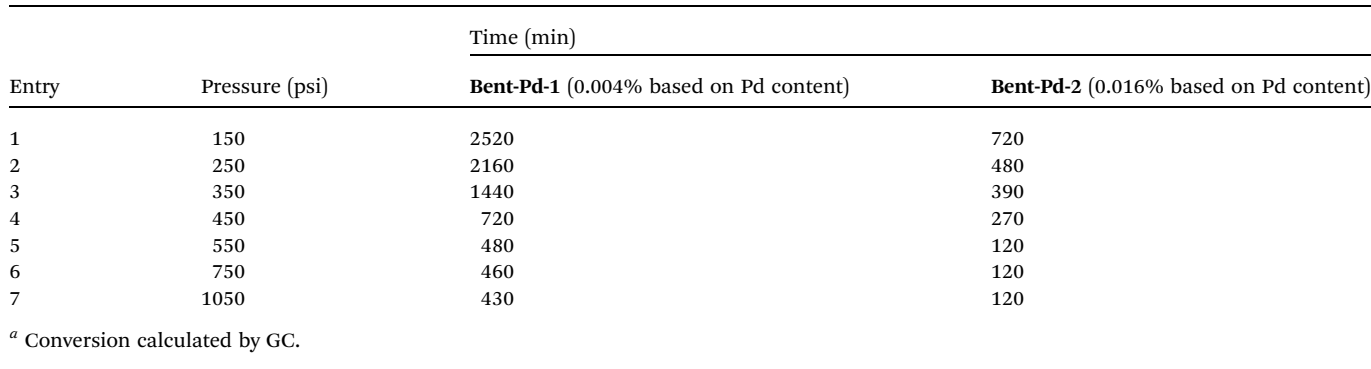 Time (min)
Entry Pressure (psi) Bent-Pd-1 (0.004% based on Pd content) Bent-Pd-2 (0.016% based on Pd content)
1 150 2520 720
2 250 2160 480
3 350 1440 390
4 450 720 270
5 550 480 120
6 750 460 120
7 1050 430 120
a Conversion calculated by GC.